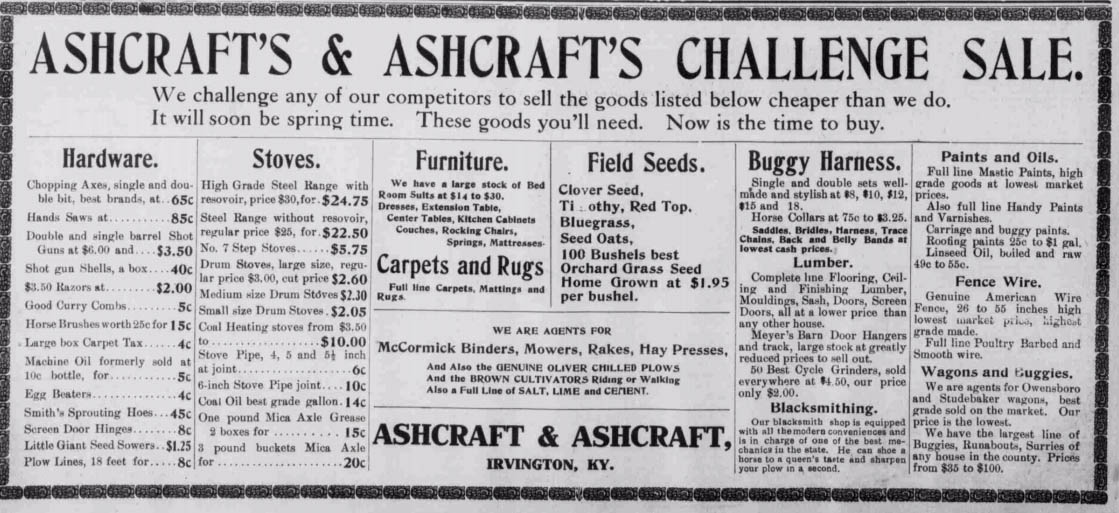 ASHCRAFT'S & ASHCRAFT'S CHALLENGE SALE.
We challenge any of our competitors to sell the goods listed below cheaper than we do.
It will soon be spring time. These goods you'll need. Now is the time to buy.
Hardware.
Chopping Axes, single and dou-
ble bit, best brands, at..65c
Hands Saws at........85c
Double and single barrel Shot
Guns at $6.00 and....$3.50
Shot gun Shells, a box....40c
$3.50 Razors at........$2.00
Good Curry Combs.......5c
Horse Brushes worth 25c for 15c
Large box Carpet Tax.....4c
Machine Oil formerly sold at
10c bottle, for..........5c
Egg Beaters............4c
Smith's Sprouting Hoes...45c
Screen Door Hinges.......8c
Little Giant Seed Sowers..$1.25
Plow Lines, 18 feet for.....8c
Stoves.
High Grade Steel Range with
resovoir, price $30, for.$24.75
Steel Range without resovoir,
regular price $25, for.$22.50
No. 7 Step Stoves.....$5.75
Drum Stoves, large size, regu-
lar price $3.00, cut price $2.60
Medium size Drum Stoves $2.30
Small size Drum Stoves.$2.05
Coal Heating stoves from $3.50
to..............$10.00
Stove Pipe, 4, 5 and 5½ inch
at joint..............6c
6-inch Stove Pipe joint....10c
Coal Oil best grade gallon.14c
One pound Mica Axle Grease
2 boxes for..........15c
3 pound buckets Mica Axle
for..................20c
Furniture.
We have a large stock of Bed
Room Suits at $14 to $30.
Dresses, Extension Table,
Center Tables, Kitchen Cabinets
Couches, Rocking Chairs,
Springs, Mattresses.
Carpets and Rugs
Full line Carpets, Mattings and
Rugs.
Field Seeds.
Clover Seed,
Ti othy, Red Top.
Bluegrass,
Seed Oats,
100 Bushels best
Orchard Grass Seed
Home Grown at $1.95
per bushel.
WE ARE AGENTS FOR
McCormick Binders, Mowers, Rakes, Hay Presses,
And Also the GENUINE OLIVER CHILLED PLOWS
And the BROWN CULTIVATORS Riding or Walking
Also a Full Line of SALT, LIME and CEMENT.
ASHCRAFT & ASHCRAFT,
IRVINGTON, KY.
Buggy Harness.
Single and double sets well-
made and stylish at $8, $10, $12,
$15 and 18.
Horse Collars at 75c to $3.25.
Saddles, Bridles, Harness, Trace
Chains, Back and Belly Bands at
lowest cash prices.
Lumber.
Complete line Flooring, Ceil-
ing and Finishing Lumber,
Mouldings, Sash, Doors, Screen
Doors, all at a lower price than
any other house.
Meyer's Barn Door Hangers
and track, large stock at greatly
reduced prices to sell out.
50 Best Cycle Grinders, sold
everywhere at $4.50, our price
only $2.00.
Blacksmithing.
Our blacksmith shop is equipped
with all the modern conveniences and
is in charge of one of the best me-
chanics in the state. He can shoe a
horse to a queen's taste and sharpen
your plow in a second.
Paints and Oils.
Full line Mastic Paints, high
grade goods at lowest market
prices.
Also full line Handy Paints
and Varnishes.
Carriage and buggy paints.
Roofing paints 25c to $1 gal.
Linseed Oil, boiled and raw
49c to 55c.
Fence Wire.
Genuine American Wire
Fence, 26 to 55 inches high
lowest market price, highest
grade made.
Full line Poultry Barbed and
Smooth wire.
Wagons and Buggies.
We are agents for Owensboro
and Studebaker wagons, best
grade sold on the market. Our
price is the lowest.
We have the largest line of
Buggies, Runabouts, Surries of
any house in the county. Prices
from $35 to $100.